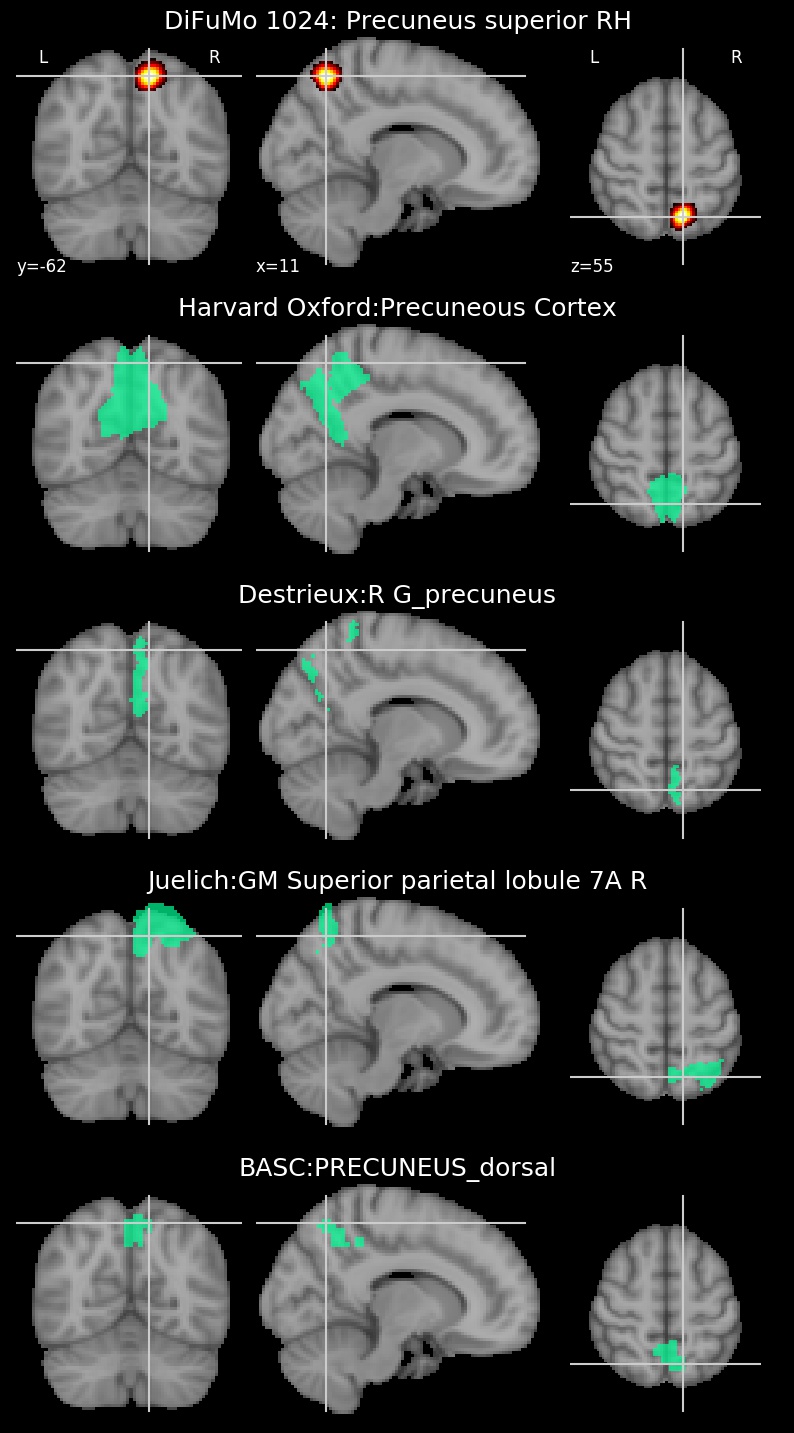 DiFuMo 1024: Precuneus superior RH
L R L R
y=-62 x=11 z=55
Harvard Oxford:Precuneous Cortex
Destrieux:R G_precuneus
Juelich:GM Superior parietal lobule 7A R
BASC:PRECUNEUS_dorsal